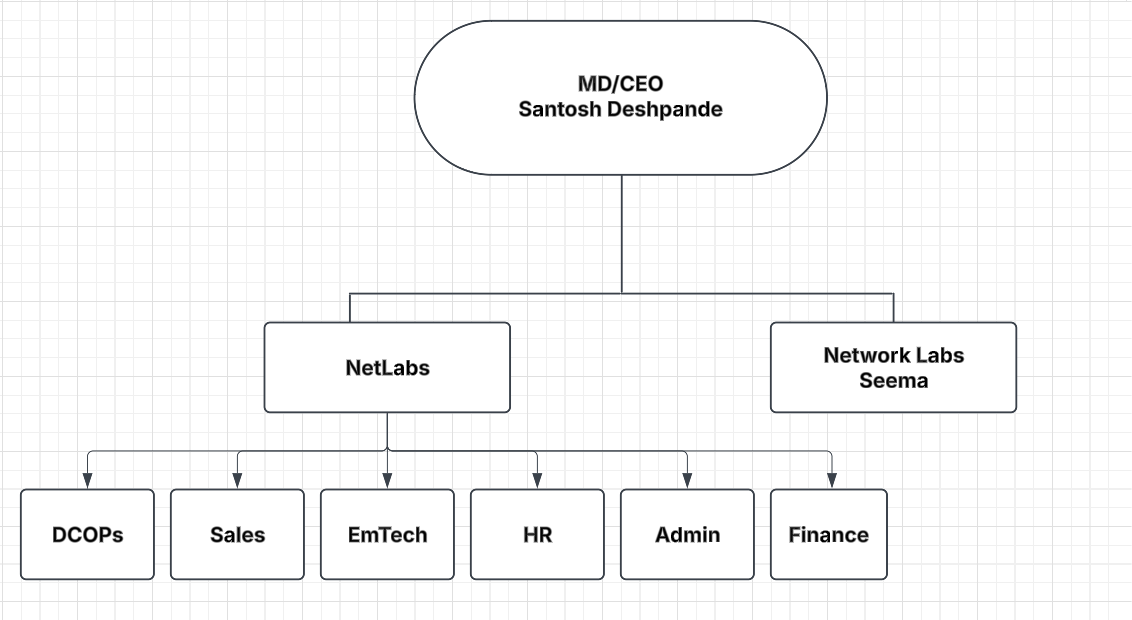 MD/CEO
Santosh Deshpande
NetLabs
Network Labs
Seema
DCOPs
Sales
EmTech
HR
Admin
Finance